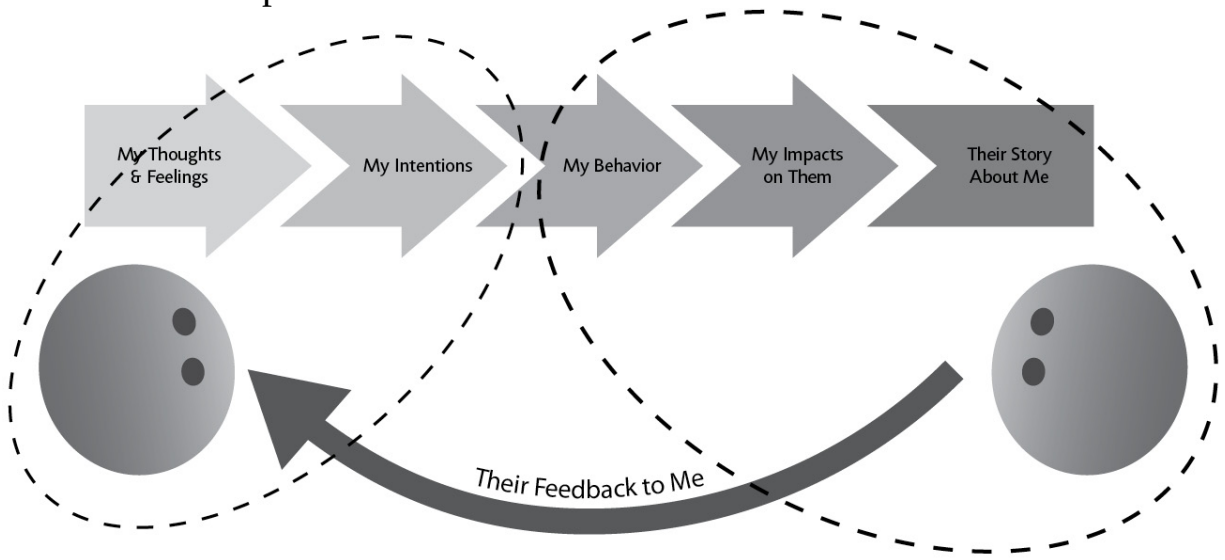 My Thoughts
& Feelings
My Intentions
My Behavior
My Impacts
on Them
Their Story
About Me
Their Feedback to Me